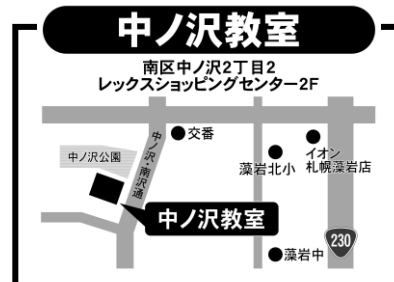 中ノ沢教室
南区中ノ沢2丁目2
レックスショッピングセンター2F
交番
中ノ沢公園
中ノ沢・南沢通
藻岩北小
イオン
札幌藻岩店
中ノ沢教室
230
藻岩中